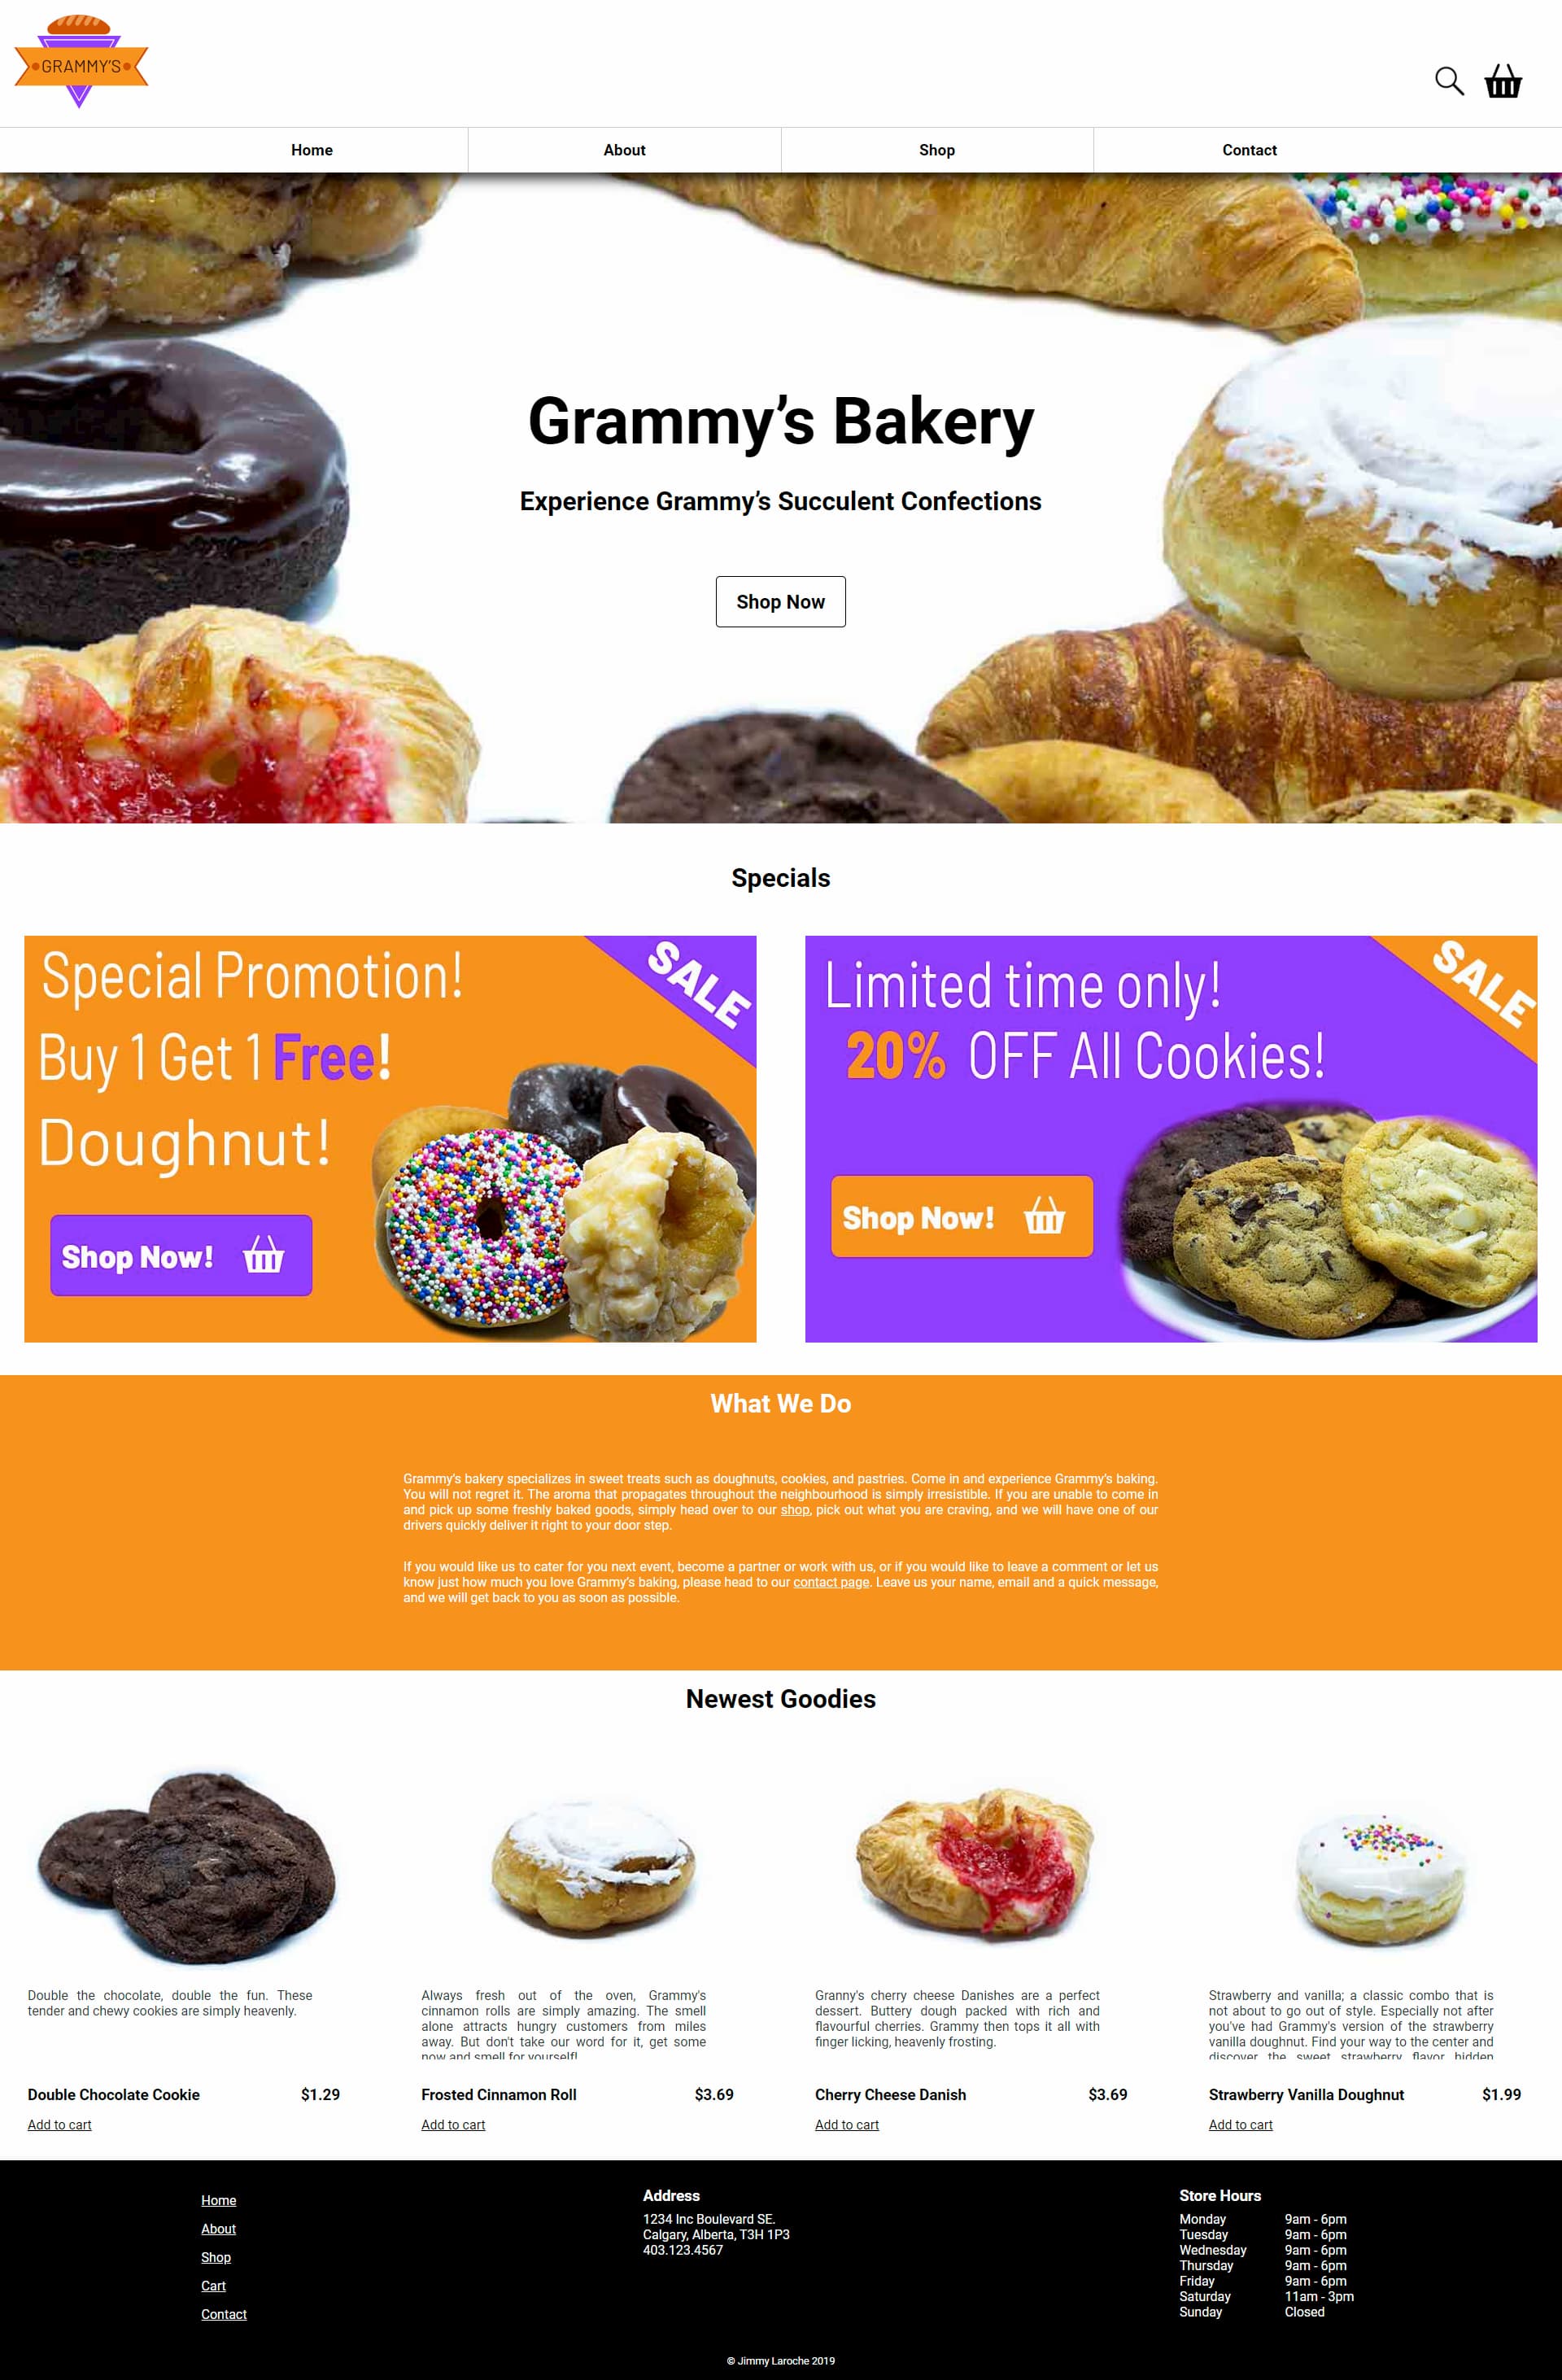 GRAMMY'S
Home
About
Shop
Contact
Grammy’s Bakery
Experience Grammy’s Succulent Confections
Shop Now
Specials
Special Promotion!
Buy 1 Get 1 Free!
Doughnut!
Shop Now!
SALE
Limited time only!
20% OFF All Cookies!
Shop Now!
SALE
What We Do
Grammy's bakery specializes in sweet treats such as doughnuts, cookies, and pastries. Come in and experience Grammy's baking.
You will not regret it. The aroma that propagates throughout the neighbourhood is simply irresistible. If you are unable to come in
and pick up some freshly baked goods, simply head over to our shop, pick out what you are craving, and we will have one of our
drivers quickly deliver it right to your door step.
If you would like us to cater for you next event, become a partner or work with us, or if you would like to leave a comment or let us
know just how much you love Grammy's baking, please head to our contact page. Leave us your name, email and a quick message,
and we will get back to you as soon as possible.
Newest Goodies
Double the chocolate, double the fun. These
tender and chewy cookies are simply heavenly.
Double Chocolate Cookie $1.29
Add to cart
Always fresh out of the oven, Grammy's
cinnamon rolls are simply amazing. The smell
alone attracts hungry customers from miles
away. But don't take our word for it, get some
now and smell for yourself!
Frosted Cinnamon Roll $3.69
Add to cart
Granny's cherry cheese Danishes are a perfect
dessert. Buttery dough packed with rich and
flavourful cherries. Grammy then tops it all with
finger licking, heavenly frosting.
Cherry Cheese Danish $3.69
Add to cart
Strawberry and vanilla; a classic combo that is
not about to go out of style. Especially not after
you've had Grammy's version of the strawberry
vanilla doughnut. Find your way to the center and
discover the sweet strawberry flavor hidden
Strawberry Vanilla Doughnut $1.99
Add to cart
Home
About
Shop
Cart
Contact
Address
1234 Inc Boulevard SE.
Calgary, Alberta, T3H 1P3
403.123.4567
Store Hours
Monday 9am - 6pm
Tuesday 9am - 6pm
Wednesday 9am - 6pm
Thursday 9am - 6pm
Friday 9am - 6pm
Saturday 11am - 3pm
Sunday Closed
© Jimmy Laroche 2019